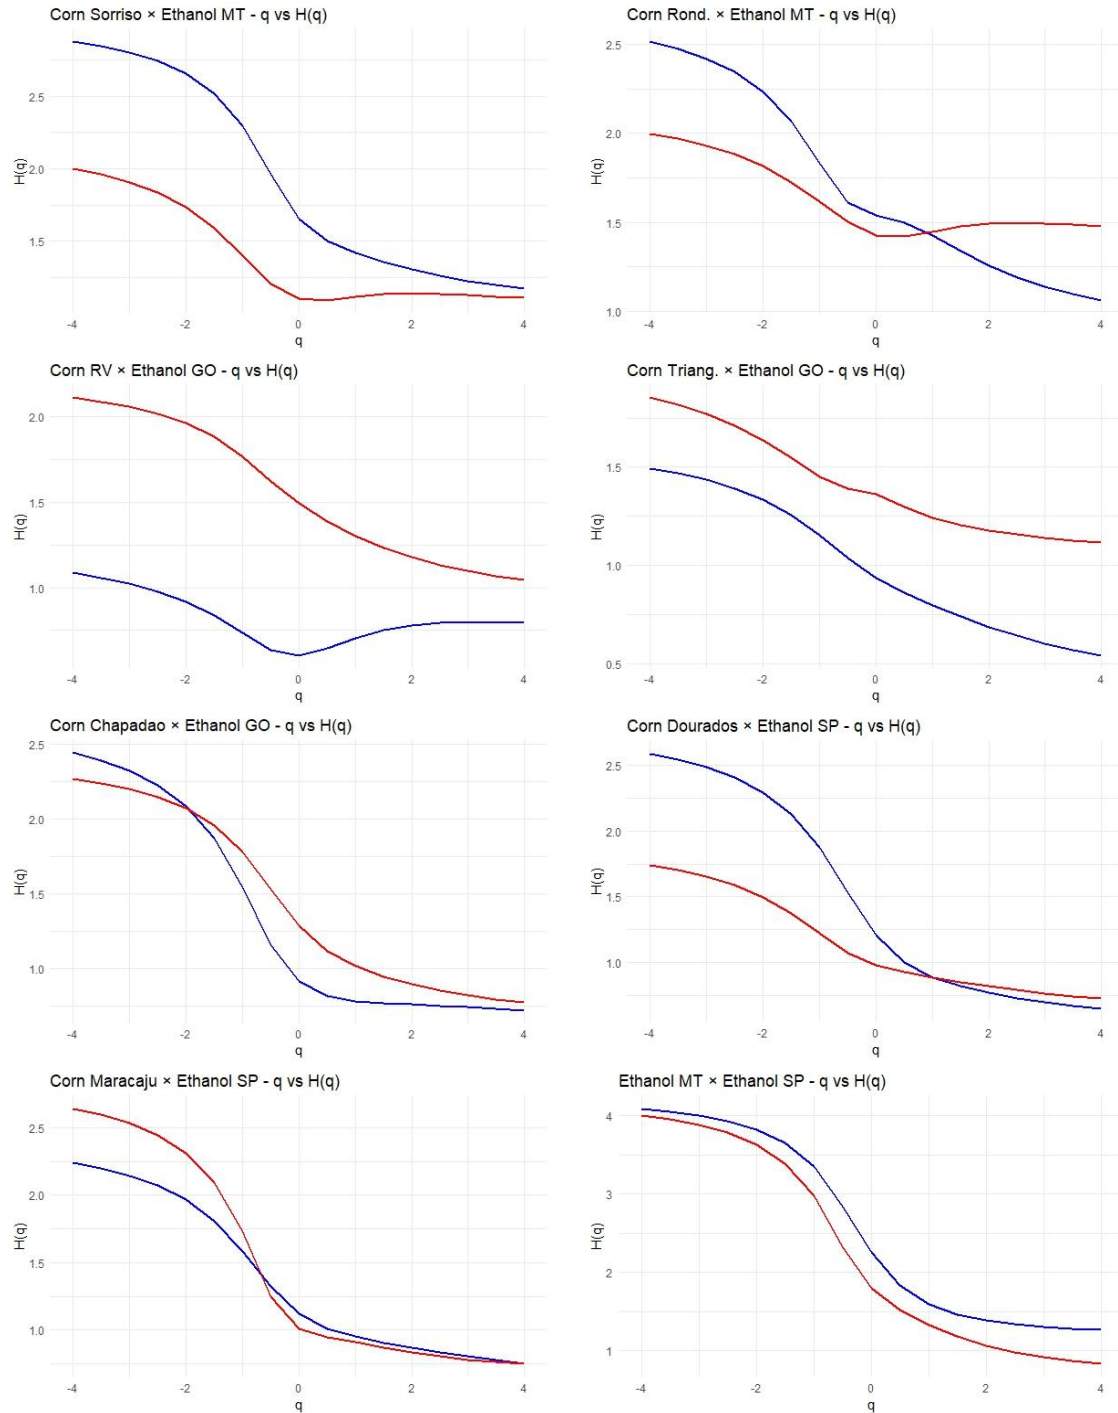 Corn Sorriso × Ethanol MT - q vs H(q)
2.5
2.0
1.5
H(q)
-4 -2 0 2 4
q
Corn Rond. × Ethanol MT - q vs H(q)
2.5
2.0
1.5
1.0
H(q)
-4 -2 0 2 4
q
Corn RV × Ethanol GO - q vs H(q)
2.0
1.5
1.0
H(q)
-4 -2 0 2 4
q
Corn Triang. × Ethanol GO - q vs H(q)
1.5
1.0
0.5
H(q)
-4 -2 0 2 4
q
Corn Chapadao × Ethanol GO - q vs H(q)
2.5
2.0
1.5
1.0
H(q)
-4 -2 0 2 4
q
Corn Dourados × Ethanol SP - q vs H(q)
2.5
2.0
1.5
1.0
H(q)
-4 -2 0 2 4
q
Corn Maracaju × Ethanol SP - q vs H(q)
2.5
2.0
1.5
1.0
H(q)
-4 -2 0 2 4
q
Ethanol MT × Ethanol SP - q vs H(q)
4
3
2
1
H(q)
-4 -2 0 2 4
q